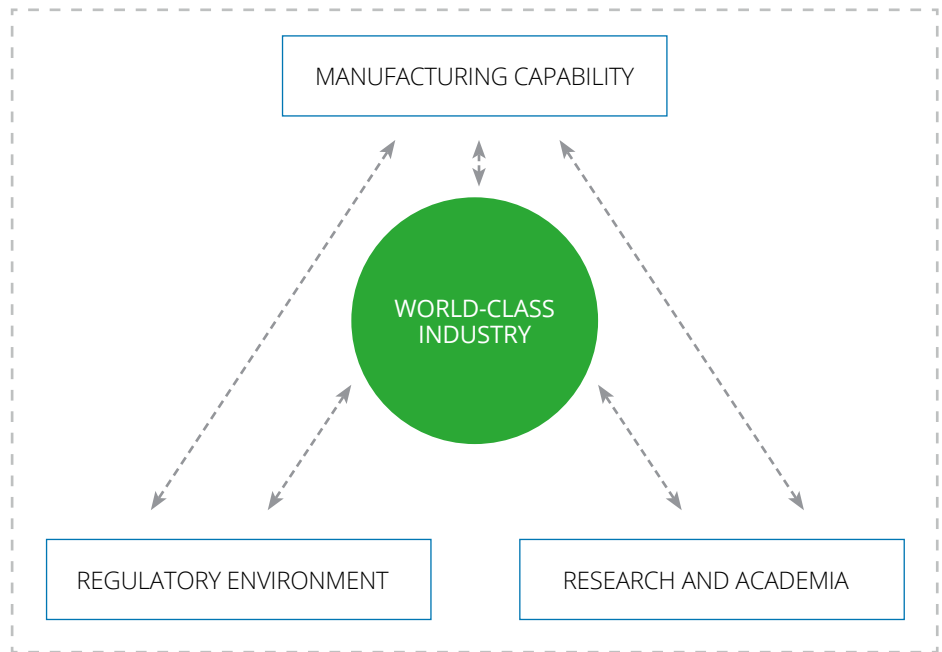 MANUFACTURING CAPABILITY
WORLD-CLASS
INDUSTRY
REGULATORY ENVIRONMENT
RESEARCH AND ACADEMIA